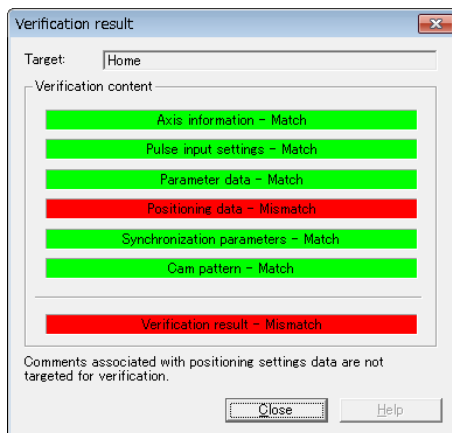 Verification result
Target: Home
Verification content
Axis information - Match
Pulse input settings - Match
Parameter data - Match
Positioning data - Mismatch
Synchronization parameters - Match
Cam pattern - Match
Verification result - Mismatch
Comments associated with positioning settings data are not
targeted for verification.
Close Help